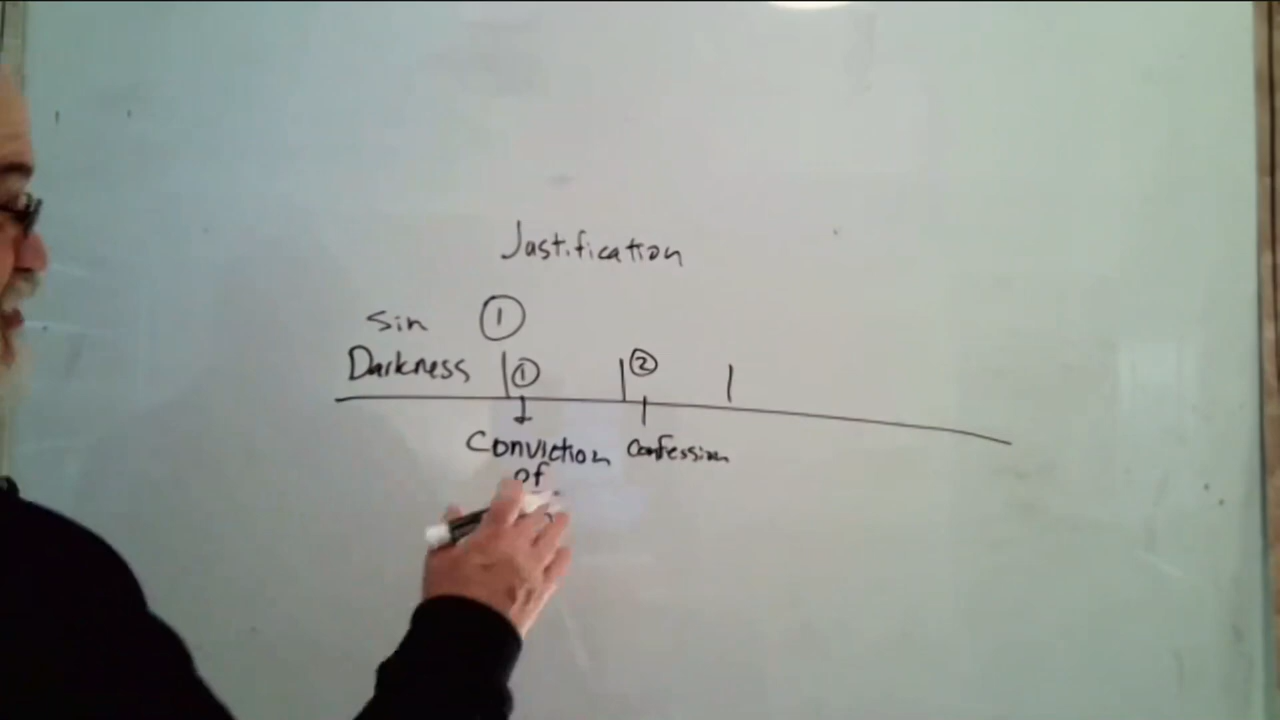 Justification
Sin ①
Darkness ① ②
Conviction Confession
of